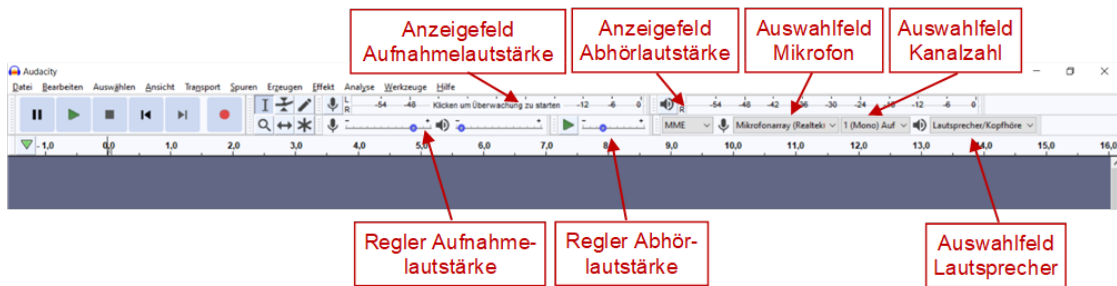 Anzeigefeld
Aufnahmelautstärke
Anzeigefeld
Abhörlautstärke
Auswahlfeld
Mikrofon
Auswahlfeld
Kanalzahl
Audacity
Datei Bearbeiten Auswählen Ansicht Transport Spuren Erzeugen Effekt Analyse Werkzeuge Hilfe
L R -54 -48 Klicken um Überwachung zu starten -12 -6 0 R -54 -48 -42 -36 -30 -24 -18 -12 -6 0
- + - + - + MME Mikrofonarray (Realteki 1 (Mono) Auf Lautsprecher/Kopfhöre
- 1,0 0,0 1,0 2,0 3,0 4,0 5,0 6,0 7,0 8,0 9,0 10,0 11,0 12,0 13,0 14,0 15,0 16,0
Regler Aufnahme-
lautstärke
Regler Abhör-
lautstärke
Auswahlfeld
Lautsprecher